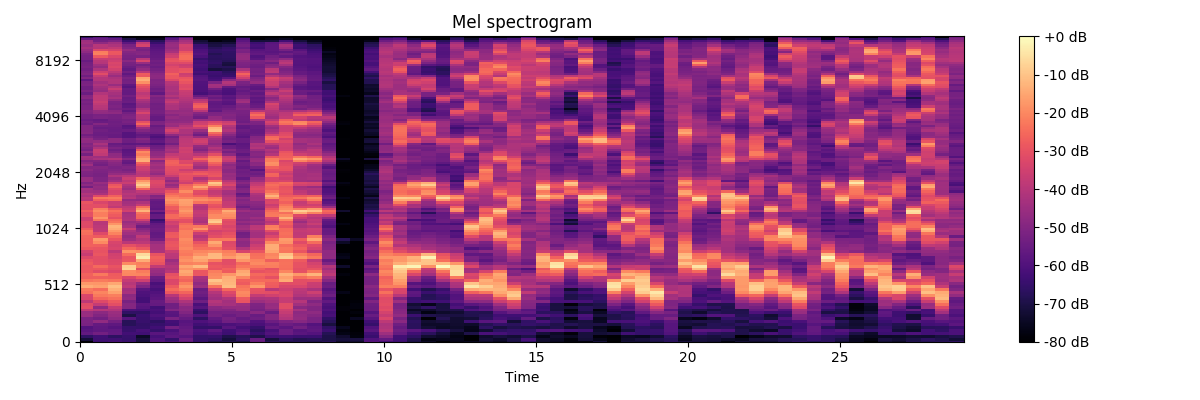 Mel spectrogram
8192
4096
2048
1024
512
0
Hz
0 5 10 15 20 25
Time
+0 dB
-10 dB
-20 dB
-30 dB
-40 dB
-50 dB
-60 dB
-70 dB
-80 dB